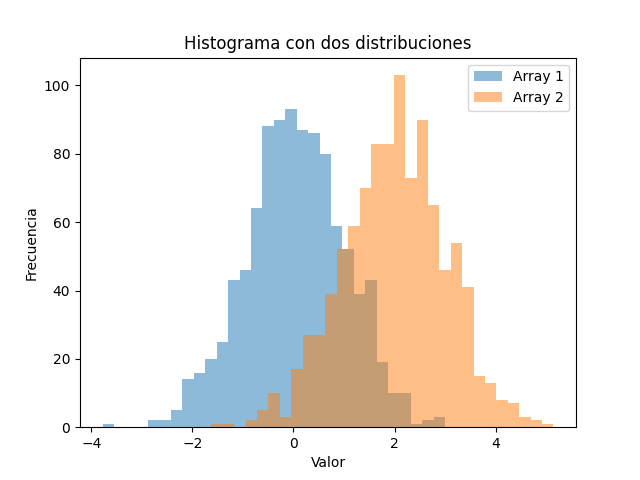 Histograma con dos distribuciones
Array 1
Array 2
Frecuencia
100
80
60
40
20
0
−4
−2
0
2
4
Valor